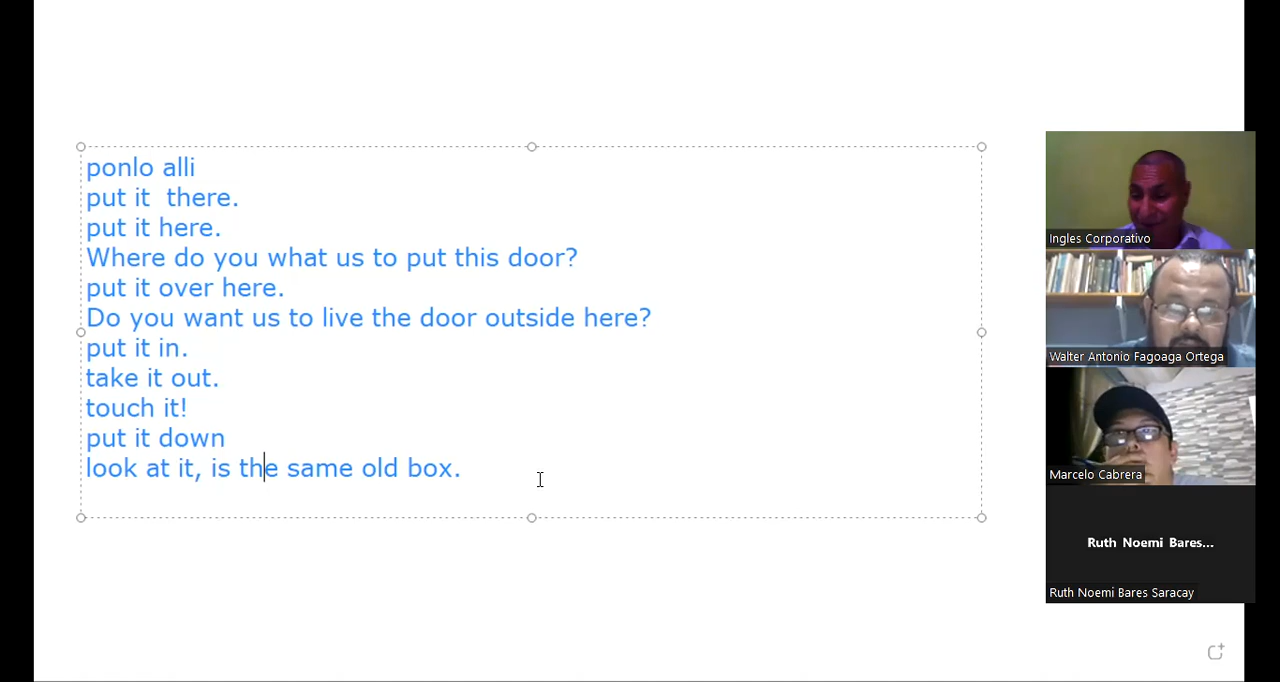 ponlo alli
put it  there.
put it here.
Where do you what us to put this door?
put it over here.
Do you want us to live the door outside here?
put it in.
take it out.
touch it!
put it down
look at it, is the same old box.
Ingles Corporativo
Walter Antonio Fagoaga Ortega
Marcelo Cabrera
Ruth Noemi Bares...
Ruth Noemi Bares Saracay